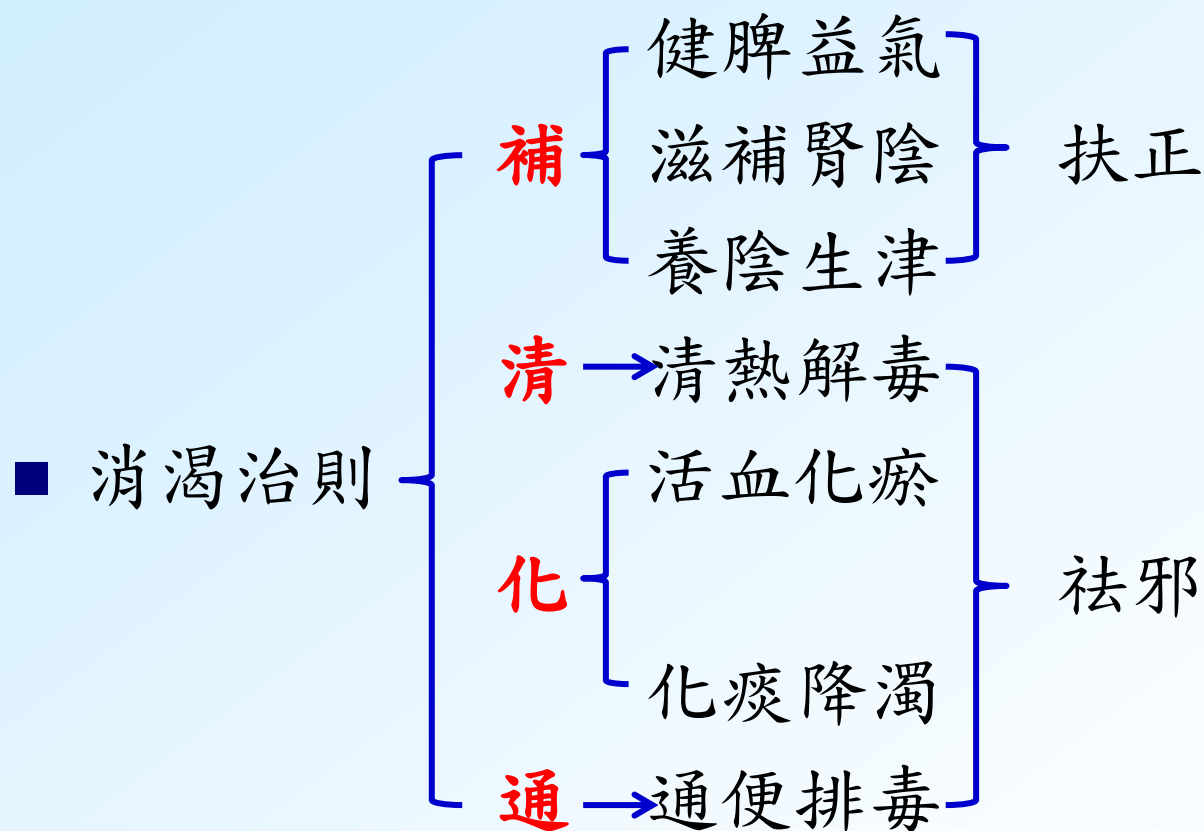 健脾益氣
補 滋補腎陰 扶正
養陰生津
清 清熱解毒
消渴治則 活血化瘀
化 祛邪
化痰降濁
通 通便排毒